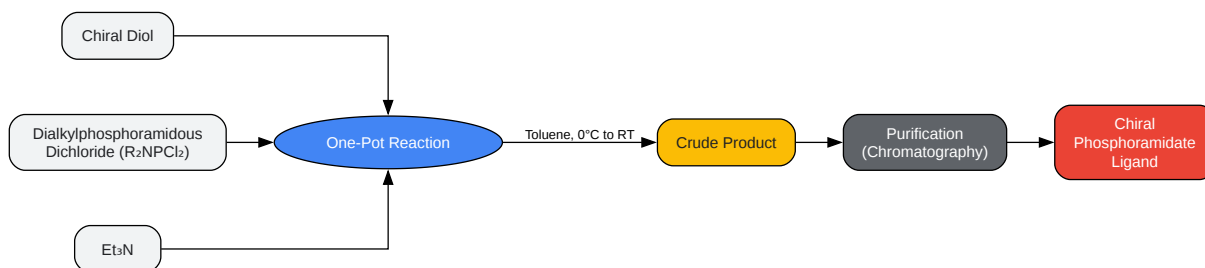 Chiral Diol
Dialkylphosphoramidous
Dichloride (R₂NPCl₂)
Et₃N
One-Pot Reaction
Toluene, 0°C to RT
Crude Product
Purification
(Chromatography)
Chiral
Phosphoramidate
Ligand